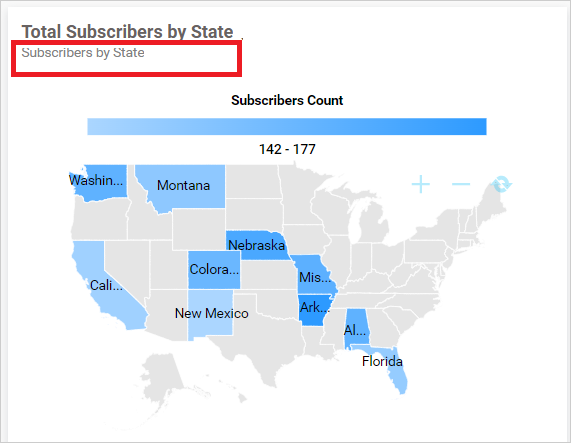 Total Subscribers by State
Subscribers by State
Subscribers Count
142 - 177
Washin...
Montana
Nebraska
Colora...
Mis...
Cali...
Ark...
New Mexico
Al...
Florida